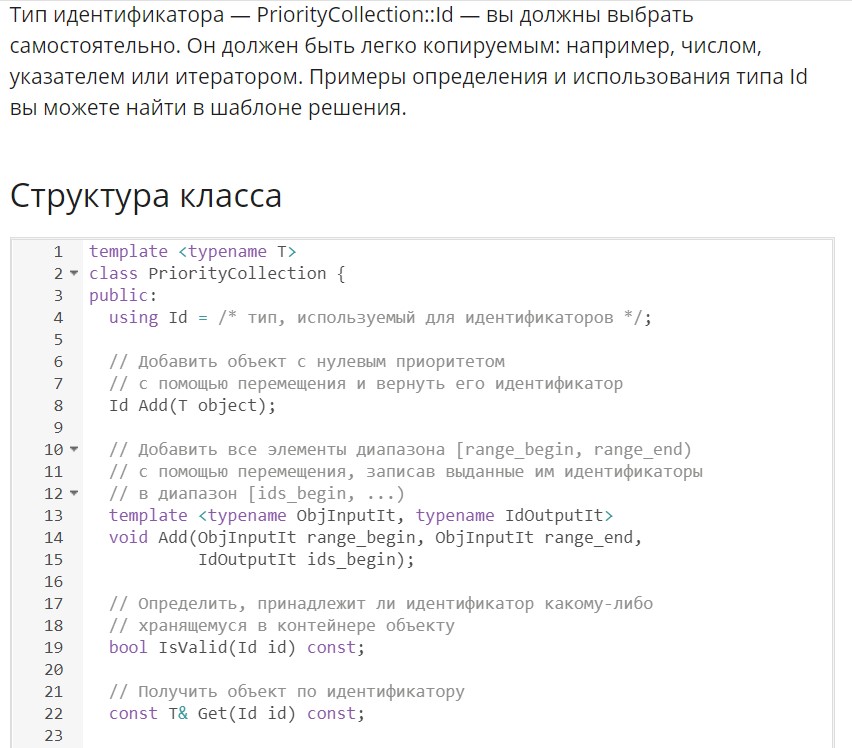 Тип идентификатора — PriorityCollection::Id — вы должны выбрать
самостоятельно. Он должен быть легко копируемым: например, числом,
указателем или итератором. Примеры определения и использования типа Id
вы можете найти в шаблоне решения.
Структура класса
1 template <typename T>
2 class PriorityCollection {
3 public:
4 using Id = /* тип, используемый для идентификаторов */;
5
6 // Добавить объект с нулевым приоритетом
7 // с помощью перемещения и вернуть его идентификатор
8 Id Add(T object);
9
10 // Добавить все элементы диапазона [range_begin, range_end)
11 // с помощью перемещения, записав выданные им идентификаторы
12 // в диапазон [ids_begin, ...)
13 template <typename ObjInputIt, typename IdOutputIt>
14 void Add(ObjInputIt range_begin, ObjInputIt range_end,
15 IdOutputIt ids_begin);
16
17 // Определить, принадлежит ли идентификатор какому-либо
18 // хранящемуся в контейнере объекту
19 bool IsValid(Id id) const;
20
21 // Получить объект по идентификатору
22 const T& Get(Id id) const;
23